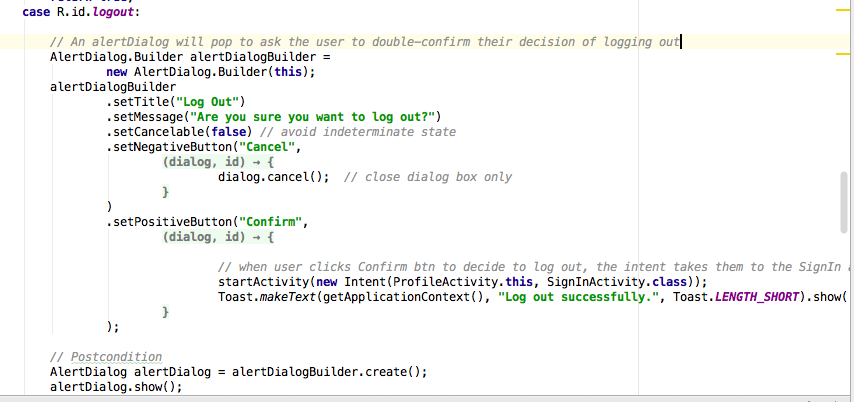 return true;
case R.id.logout:
// An alertDialog will pop to ask the user to double-confirm their decision of logging out
AlertDialog.Builder alertDialogBuilder =
new AlertDialog.Builder(this);
alertDialogBuilder
.setTitle("Log Out")
.setMessage("Are you sure you want to log out?")
.setCancelable(false) // avoid indeterminate state
.setNegativeButton("Cancel",
(dialog, id) → {
dialog.cancel();  // close dialog box only
}
)
.setPositiveButton("Confirm",
(dialog, id) → {
// when user clicks Confirm btn to decide to log out, the intent takes them to the SignIn
startActivity(new Intent(ProfileActivity.this, SignInActivity.class));
Toast.makeText(getApplicationContext(), "Log out successfully.", Toast.LENGTH_SHORT).show(
}
);
// Postcondition
AlertDialog alertDialog = alertDialogBuilder.create();
alertDialog.show();